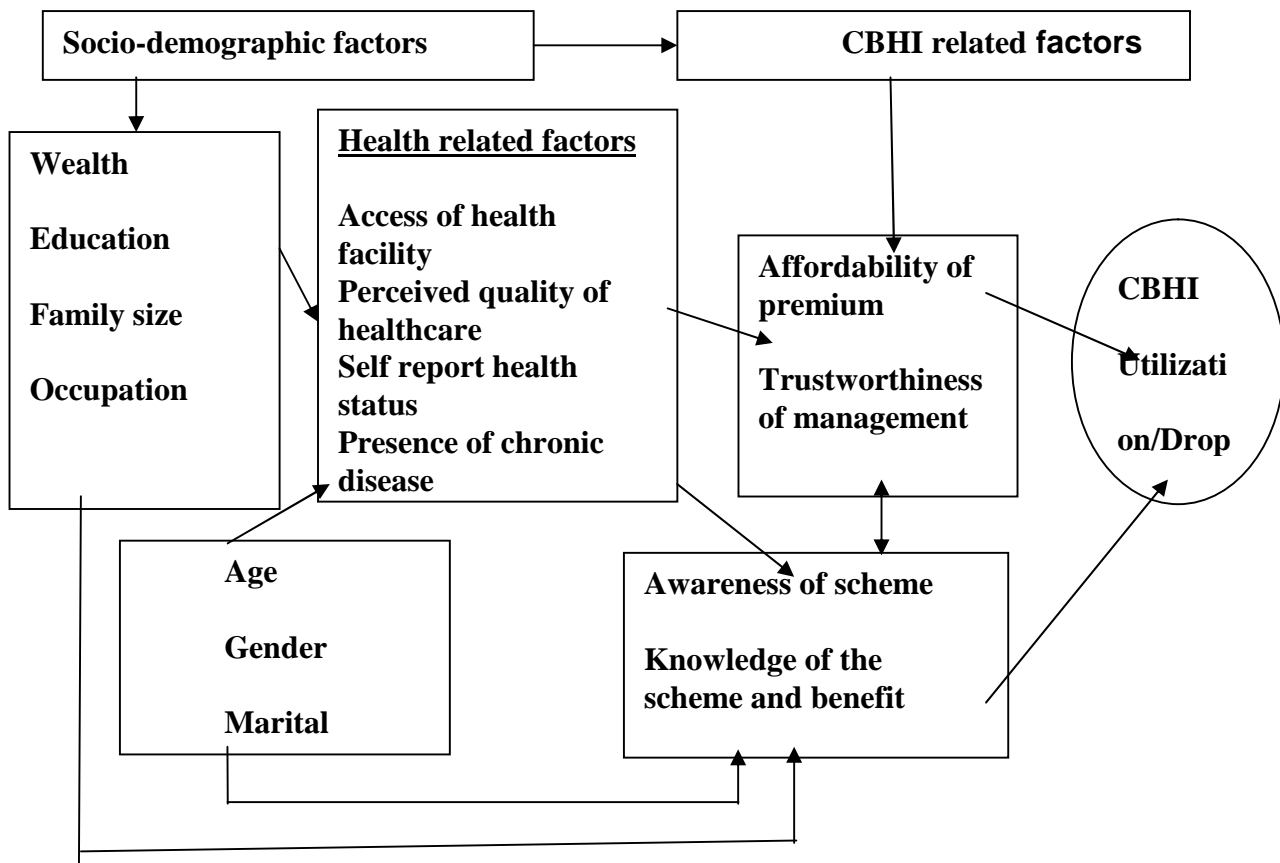 Socio-demographic factors
CBHI related factors
Wealth
Education
Family size
Occupation
Health related factors
Access of health
facility
Perceived quality of
healthcare
Self report health
status
Presence of chronic
disease
Affordability of
premium
Trustworthiness
of management
CBHI
Utilizati
on/Drop
Age
Gender
Marital
Awareness of scheme
Knowledge of the
scheme and benefit